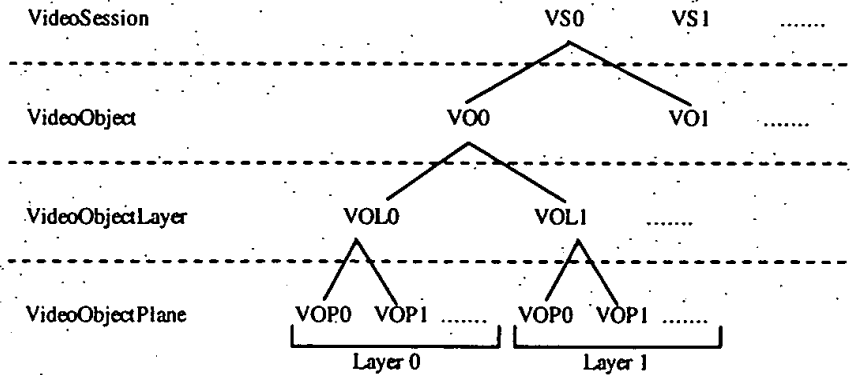 VideoSession VS0 VS1 .......
VideoObject VO0 VO1 .......
VideoObjectLayer VOL0 VOL1 .......
VideoObjectPlane VOP0 VOP1 ....... VOP0 VOP1 .......
Layer 0 Layer 1